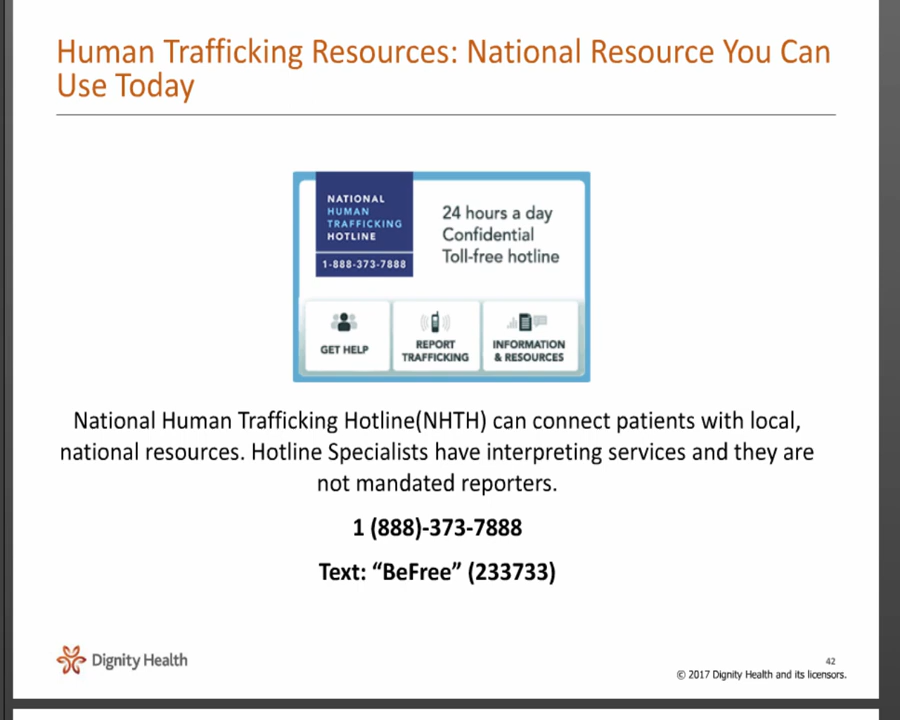 Human Trafficking Resources: National Resource You Can
Use Today
NATIONAL
HUMAN
TRAFFICKING
HOTLINE
1-888-373-7888
24 hours a day
Confidential
Toll-free hotline
GET HELP
REPORT
TRAFFICKING
INFORMATION
& RESOURCES
National Human Trafficking Hotline(NHTH) can connect patients with local,
national resources. Hotline Specialists have interpreting services and they are
not mandated reporters.
1 (888)-373-7888
Text: “BeFree” (233733)
Dignity Health
42
© 2017 Dignity Health and its licensors.